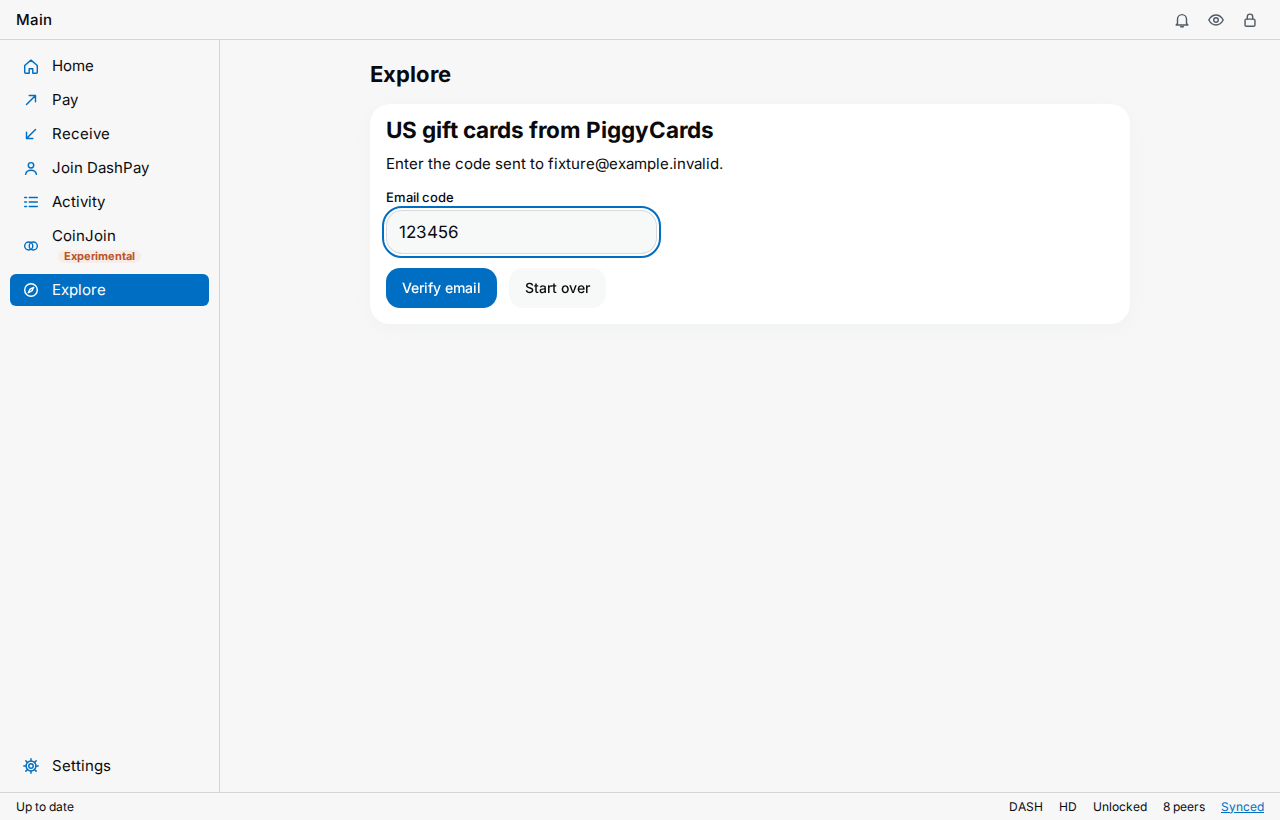 Main
Home
Pay
Receive
Join DashPay
Activity
CoinJoin
Experimental
Explore
Settings
Explore
US gift cards from PiggyCards
Enter the code sent to fixture@example.invalid.
Email code
123456
Verify email
Start over
Up to date
DASH
HD
Unlocked
8 peers
Synced